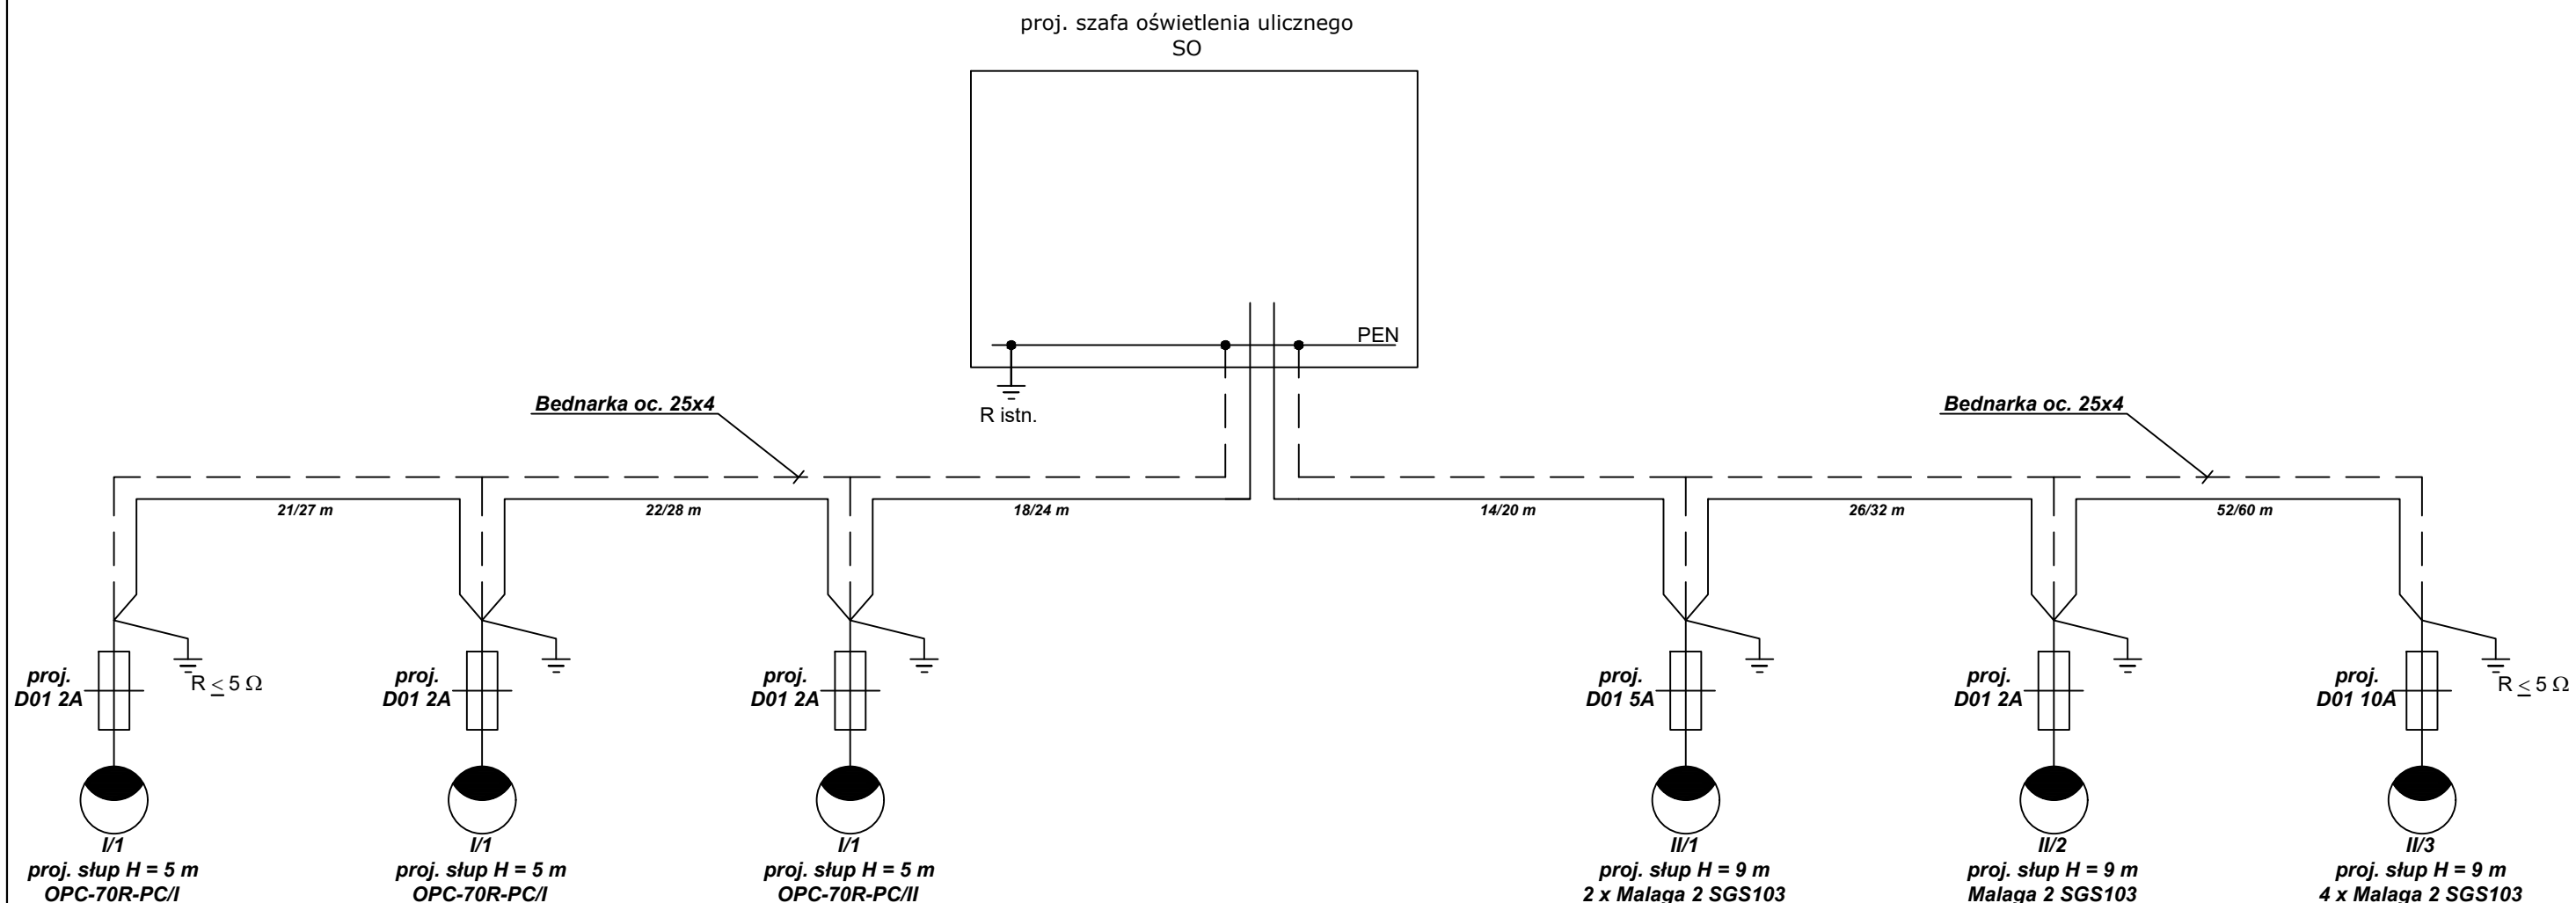 proj. szafa oświetlenia ulicznego
SO
PEN
R istn.
Bednarka oc. 25x4
Bednarka oc. 25x4
21/27 m
22/28 m
18/24 m
14/20 m
26/32 m
52/60 m
proj.
D01 2A
R ≤ 5 Ω
proj.
D01 2A
proj.
D01 2A
proj.
D01 5A
proj.
D01 2A
proj.
D01 10A
R ≤ 5 Ω
I/1
proj. słup H = 5 m
OPC-70R-PC/I
I/1
proj. słup H = 5 m
OPC-70R-PC/I
I/1
proj. słup H = 5 m
OPC-70R-PC/II
II/1
proj. słup H = 9 m
2 x Malaga 2 SGS103
II/2
proj. słup H = 9 m
Malaga 2 SGS103
II/3
proj. słup H = 9 m
4 x Malaga 2 SGS103